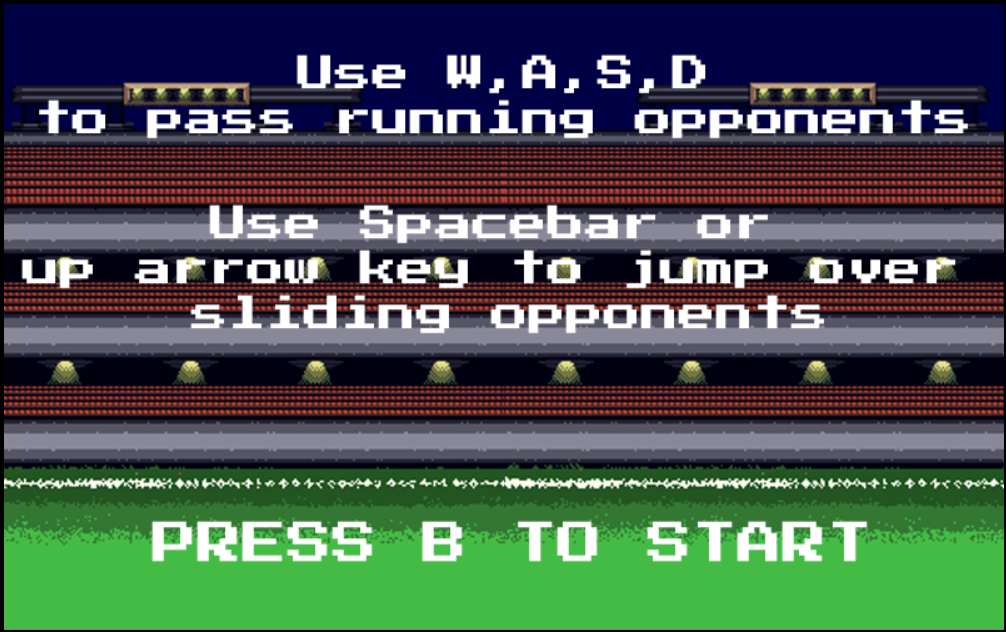 Use W,A,S,D
to pass running opponents
Use Spacebar or
up arrow key to jump over
sliding opponents
PRESS B TO START